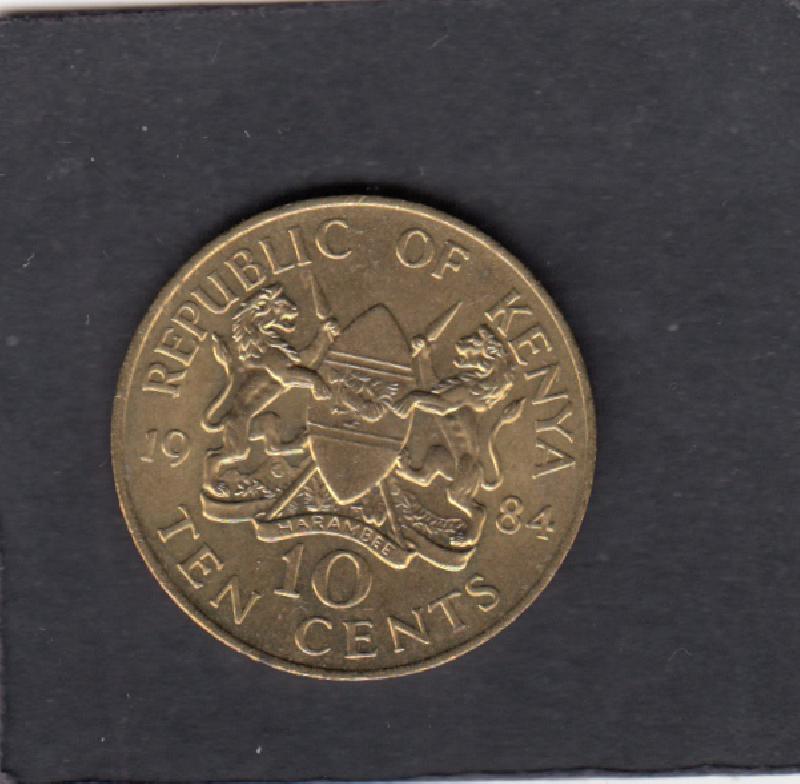 REPUBLIC OF KENYA
19 84
HARAMBEE
10
TEN CENTS